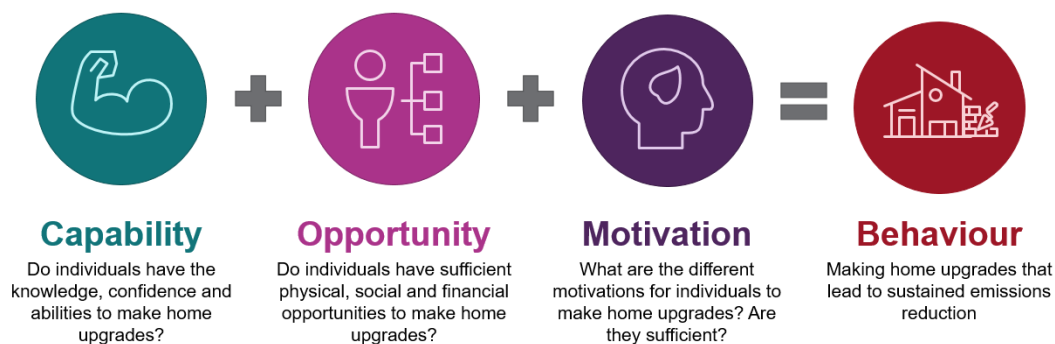 Capability
Do individuals have the
knowledge, confidence and
abilities to make home
upgrades?
Opportunity
Do individuals have sufficient
physical, social and financial
opportunities to make home
upgrades?
Motivation
What are the different
motivations for individuals to
make home upgrades? Are
they sufficient?
Behaviour
Making home upgrades that
lead to sustained emissions
reduction